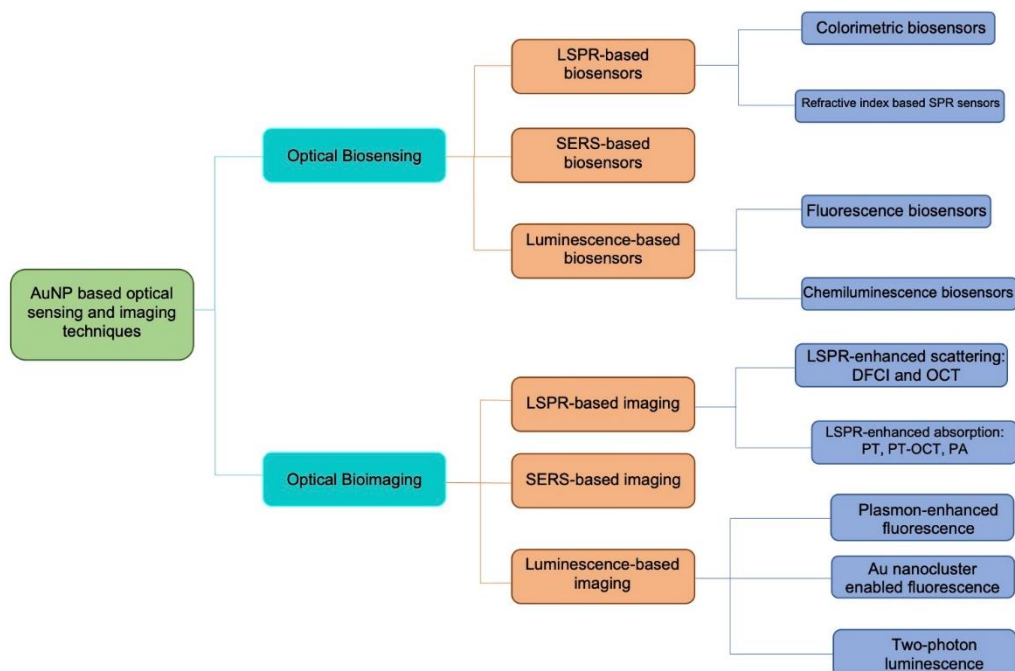 AuNP based optical
sensing and imaging
techniques
Optical Biosensing
LSPR-based
biosensors
Colorimetric biosensors
Refractive index based SPR sensors
SERS-based
biosensors
Luminescence-based
biosensors
Fluorescence biosensors
Chemiluminescence biosensors
Optical Bioimaging
LSPR-based imaging
LSPR-enhanced scattering:
DFCI and OCT
LSPR-enhanced absorption:
PT, PT-OCT, PA
SERS-based imaging
Luminescence-based
imaging
Plasmon-enhanced
fluorescence
Au nanocluster
enabled fluorescence
Two-photon
luminescence